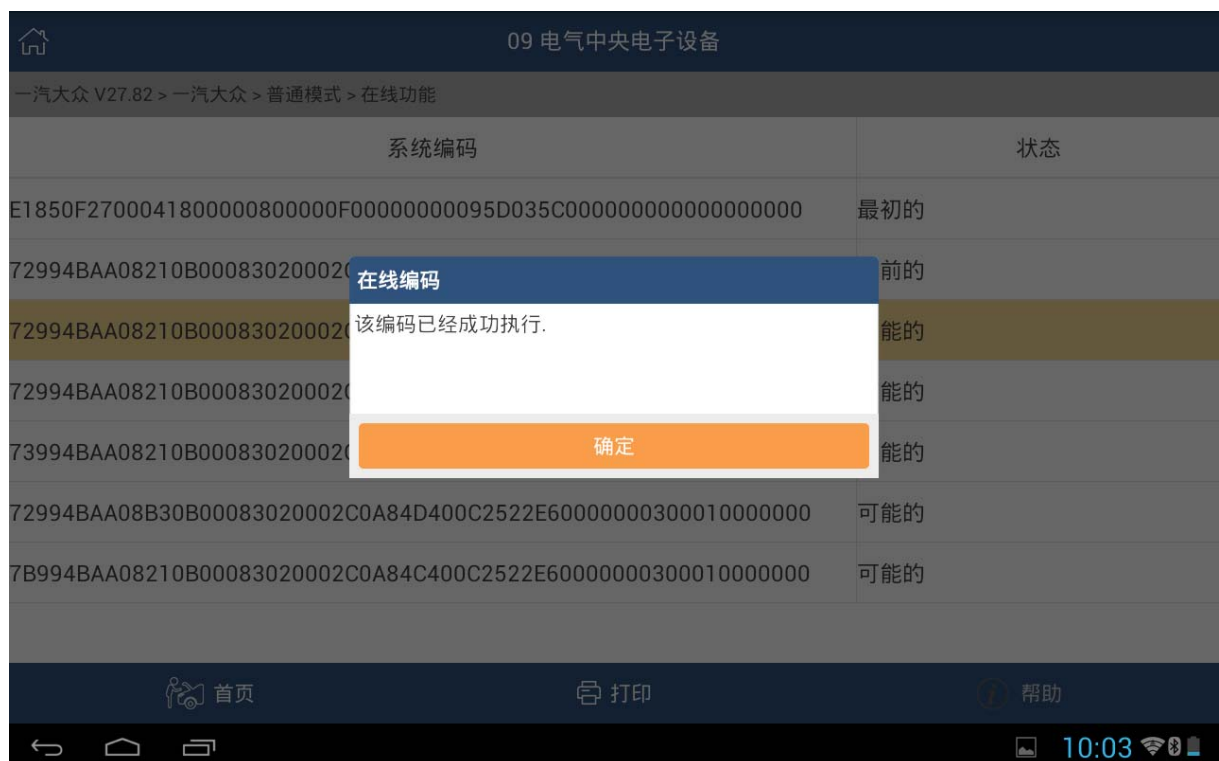 09 电气中央电子设备
一汽大众 V27.82 > 一汽大众 > 普通模式 > 在线功能
系统编码 状态
E1850F27000418000000800000F00000000095D035C000000000000000000 最初的
72994BAA08210B00083020002 前的
在线编码
该编码已经成功执行.
72994BAA08210B00083020002 能的
72994BAA08210B00083020002 能的
73994BAA08210B00083020002 能的
确定
72994BAA08B30B00083020002C0A84D400C2522E60000000300010000000 可能的
7B994BAA08210B00083020002C0A84C400C2522E60000000300010000000 可能的
首页 打印 帮助
10:03